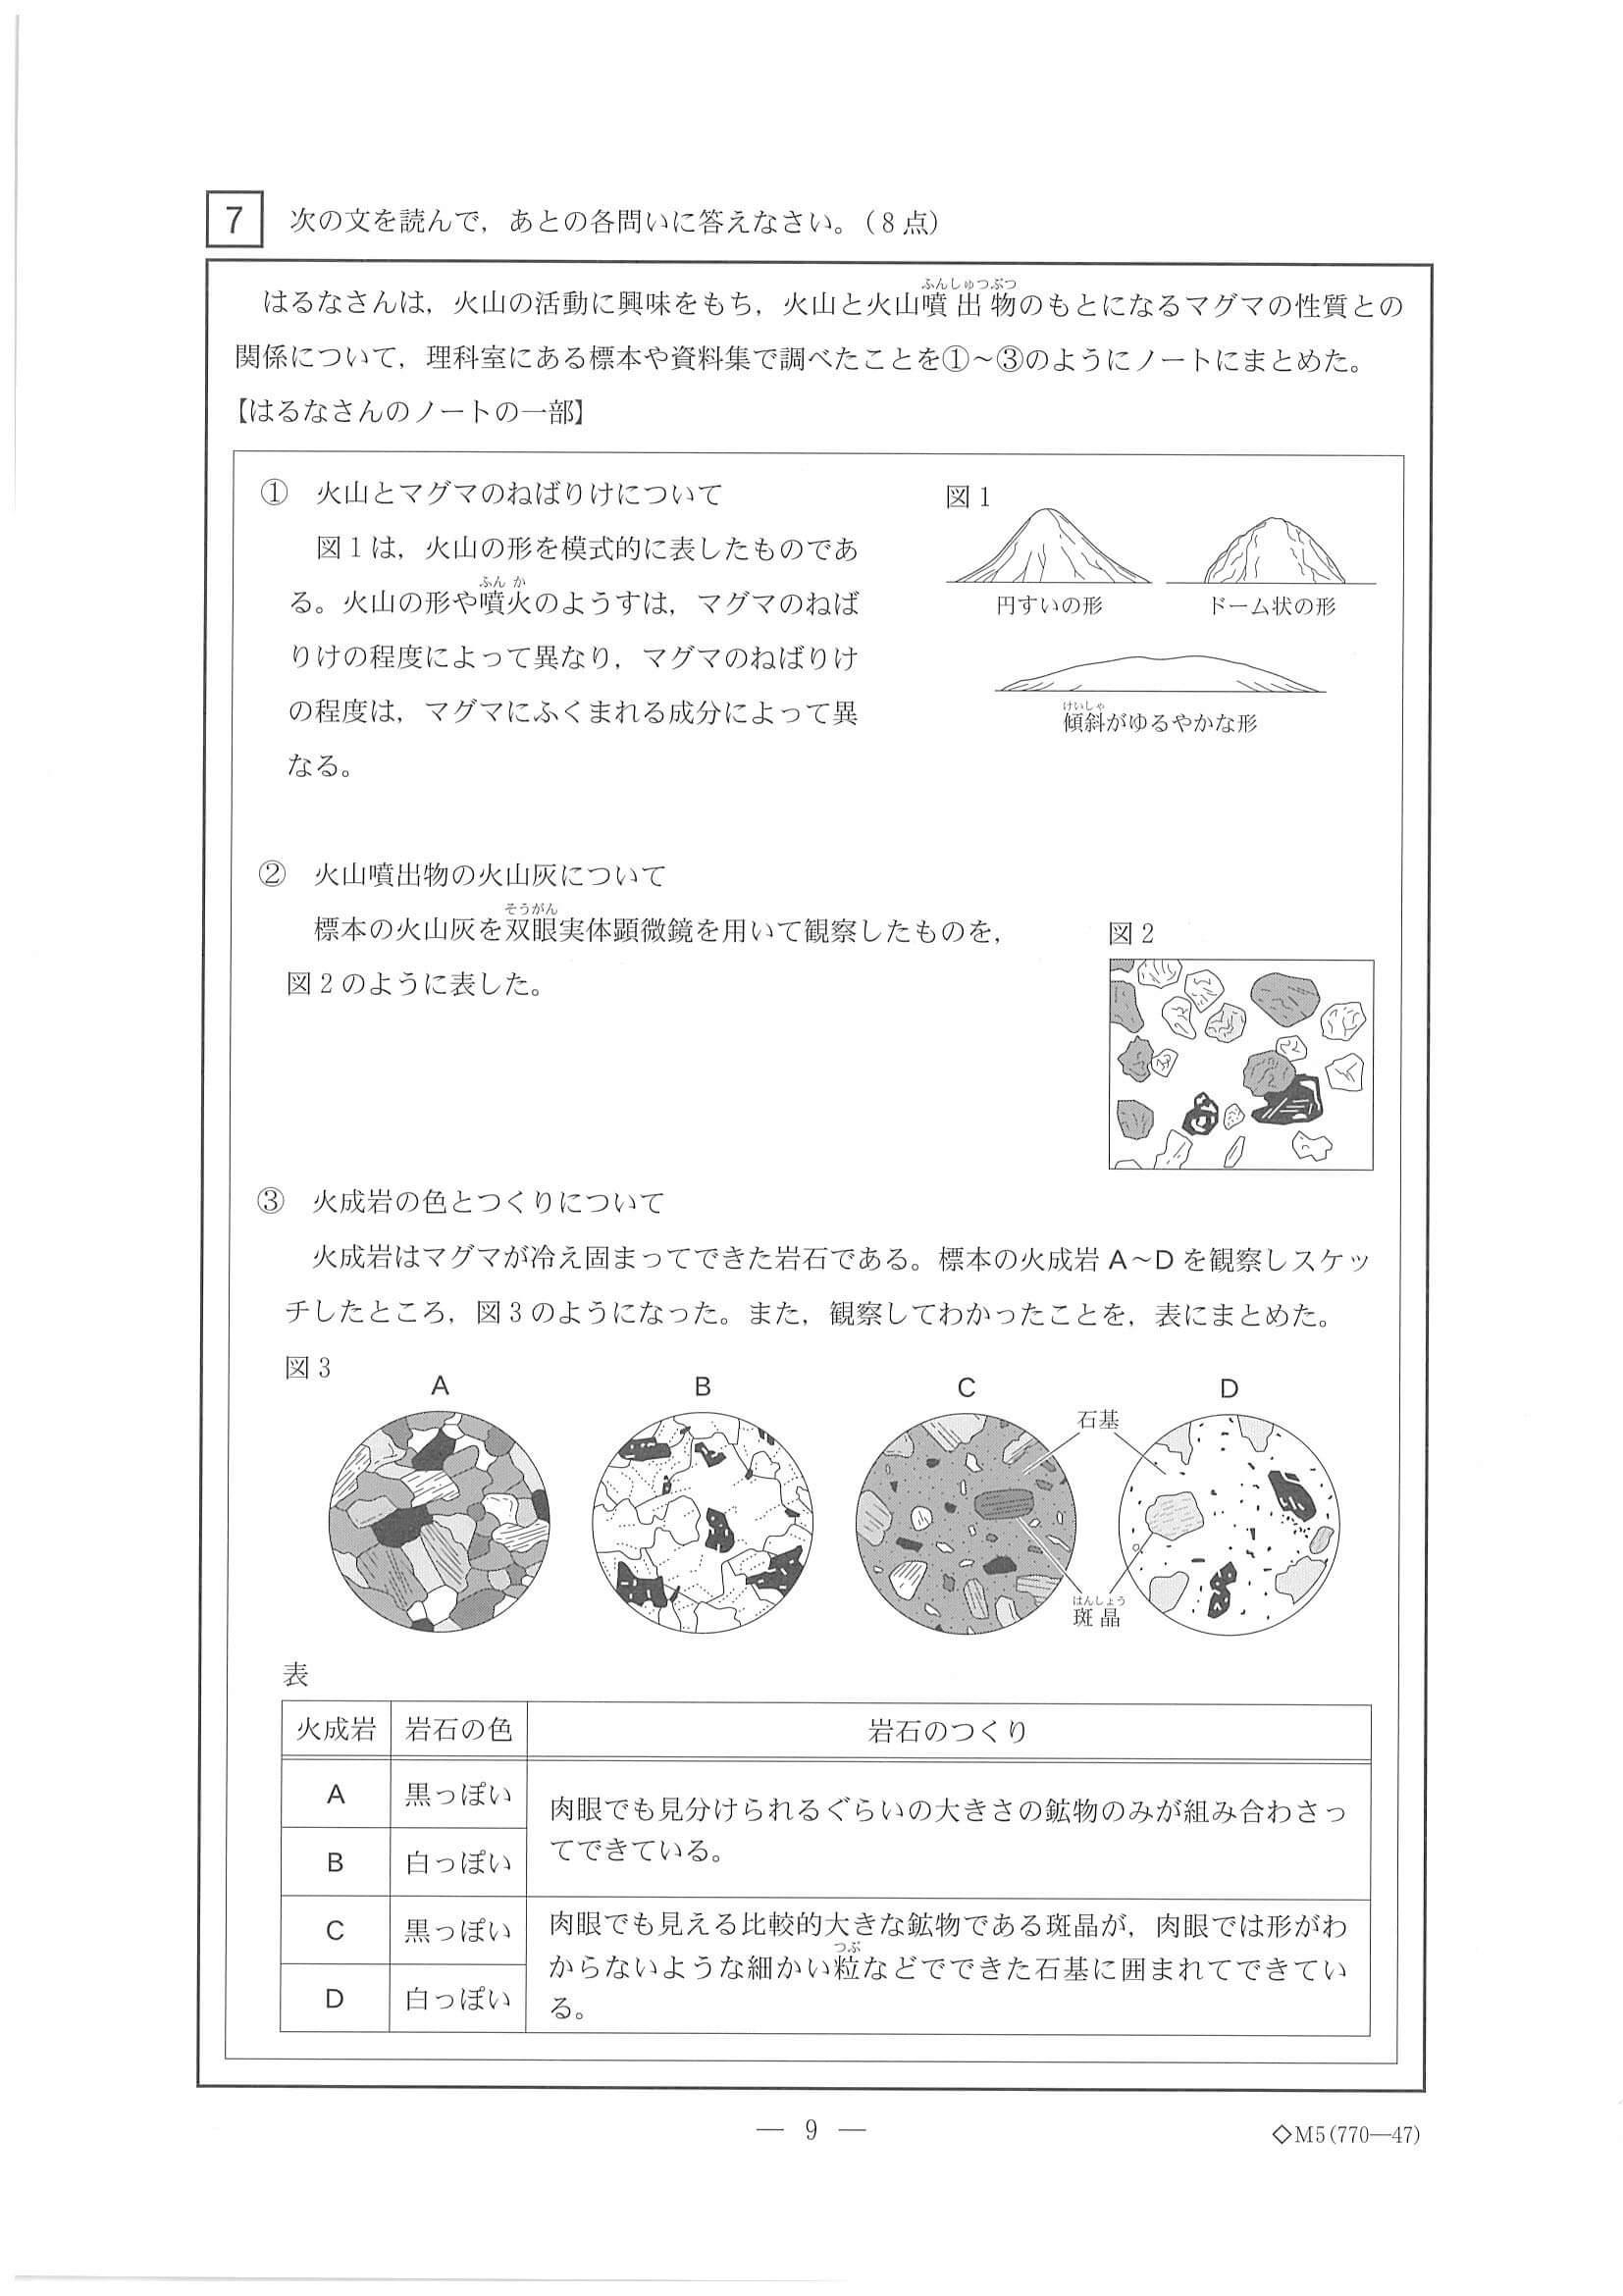 7 次の文を読んで，あとの各問いに答えなさい。（8点）
はるなさんは，火山の活動に興味をもち，火山と火山噴出物のもとになるマグマの性質との
ふんしゅつぶつ
関係について，理科室にある標本や資料集で調べたことを①～③のようにノートにまとめた。
【はるなさんのノートの一部】
① 火山とマグマのねばりけについて
図1は，火山の形を模式的に表したものであ
る。火山の形や噴火のようすは，マグマのねば
ふん か
りけの程度によって異なり，マグマのねばりけ
の程度は，マグマにふくまれる成分によって異
なる。
図1
円すいの形
ドーム状の形
傾斜がゆるやかな形
けいしゃ
② 火山噴出物の火山灰について
標本の火山灰を双眼実体顕微鏡を用いて観察したものを，
そうがん
図2のように表した。
図2
③ 火成岩の色とつくりについて
火成岩はマグマが冷え固まってできた岩石である。標本の火成岩A～Dを観察しスケッ
チしたところ，図3のようになった。また，観察してわかったことを，表にまとめた。
図3
A
B
C
D
石基
斑晶
はんしょう
表
火成岩 岩石の色 岩石のつくり
A 黒っぽい
B 白っぽい
肉眼でも見分けられるぐらいの大きさの鉱物のみが組み合わさっ
てできている。
C 黒っぽい
D 白っぽい
肉眼でも見える比較的大きな鉱物である斑晶が，肉眼では形がわ
からないような細かい粒などでできた石基に囲まれてできてい
つぶ
る。
— 9 —
◇M5(770—47)